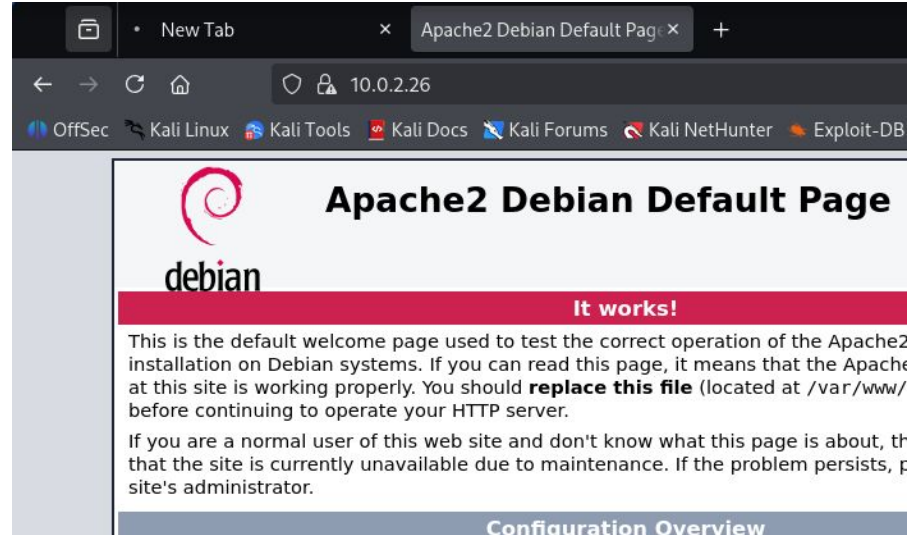 New Tab
Apache2 Debian Default Page
10.0.2.26
OffSec Kali Linux Kali Tools Kali Docs Kali Forums Kali NetHunter Exploit-DB
Apache2 Debian Default Page
debian
It works!
This is the default welcome page used to test the correct operation of the Apache2
installation on Debian systems. If you can read this page, it means that the Apache
at this site is working properly. You should replace this file (located at /var/www/
before continuing to operate your HTTP server.
If you are a normal user of this web site and don't know what this page is about, th
that the site is currently unavailable due to maintenance. If the problem persists, p
site's administrator.
Configuration Overview